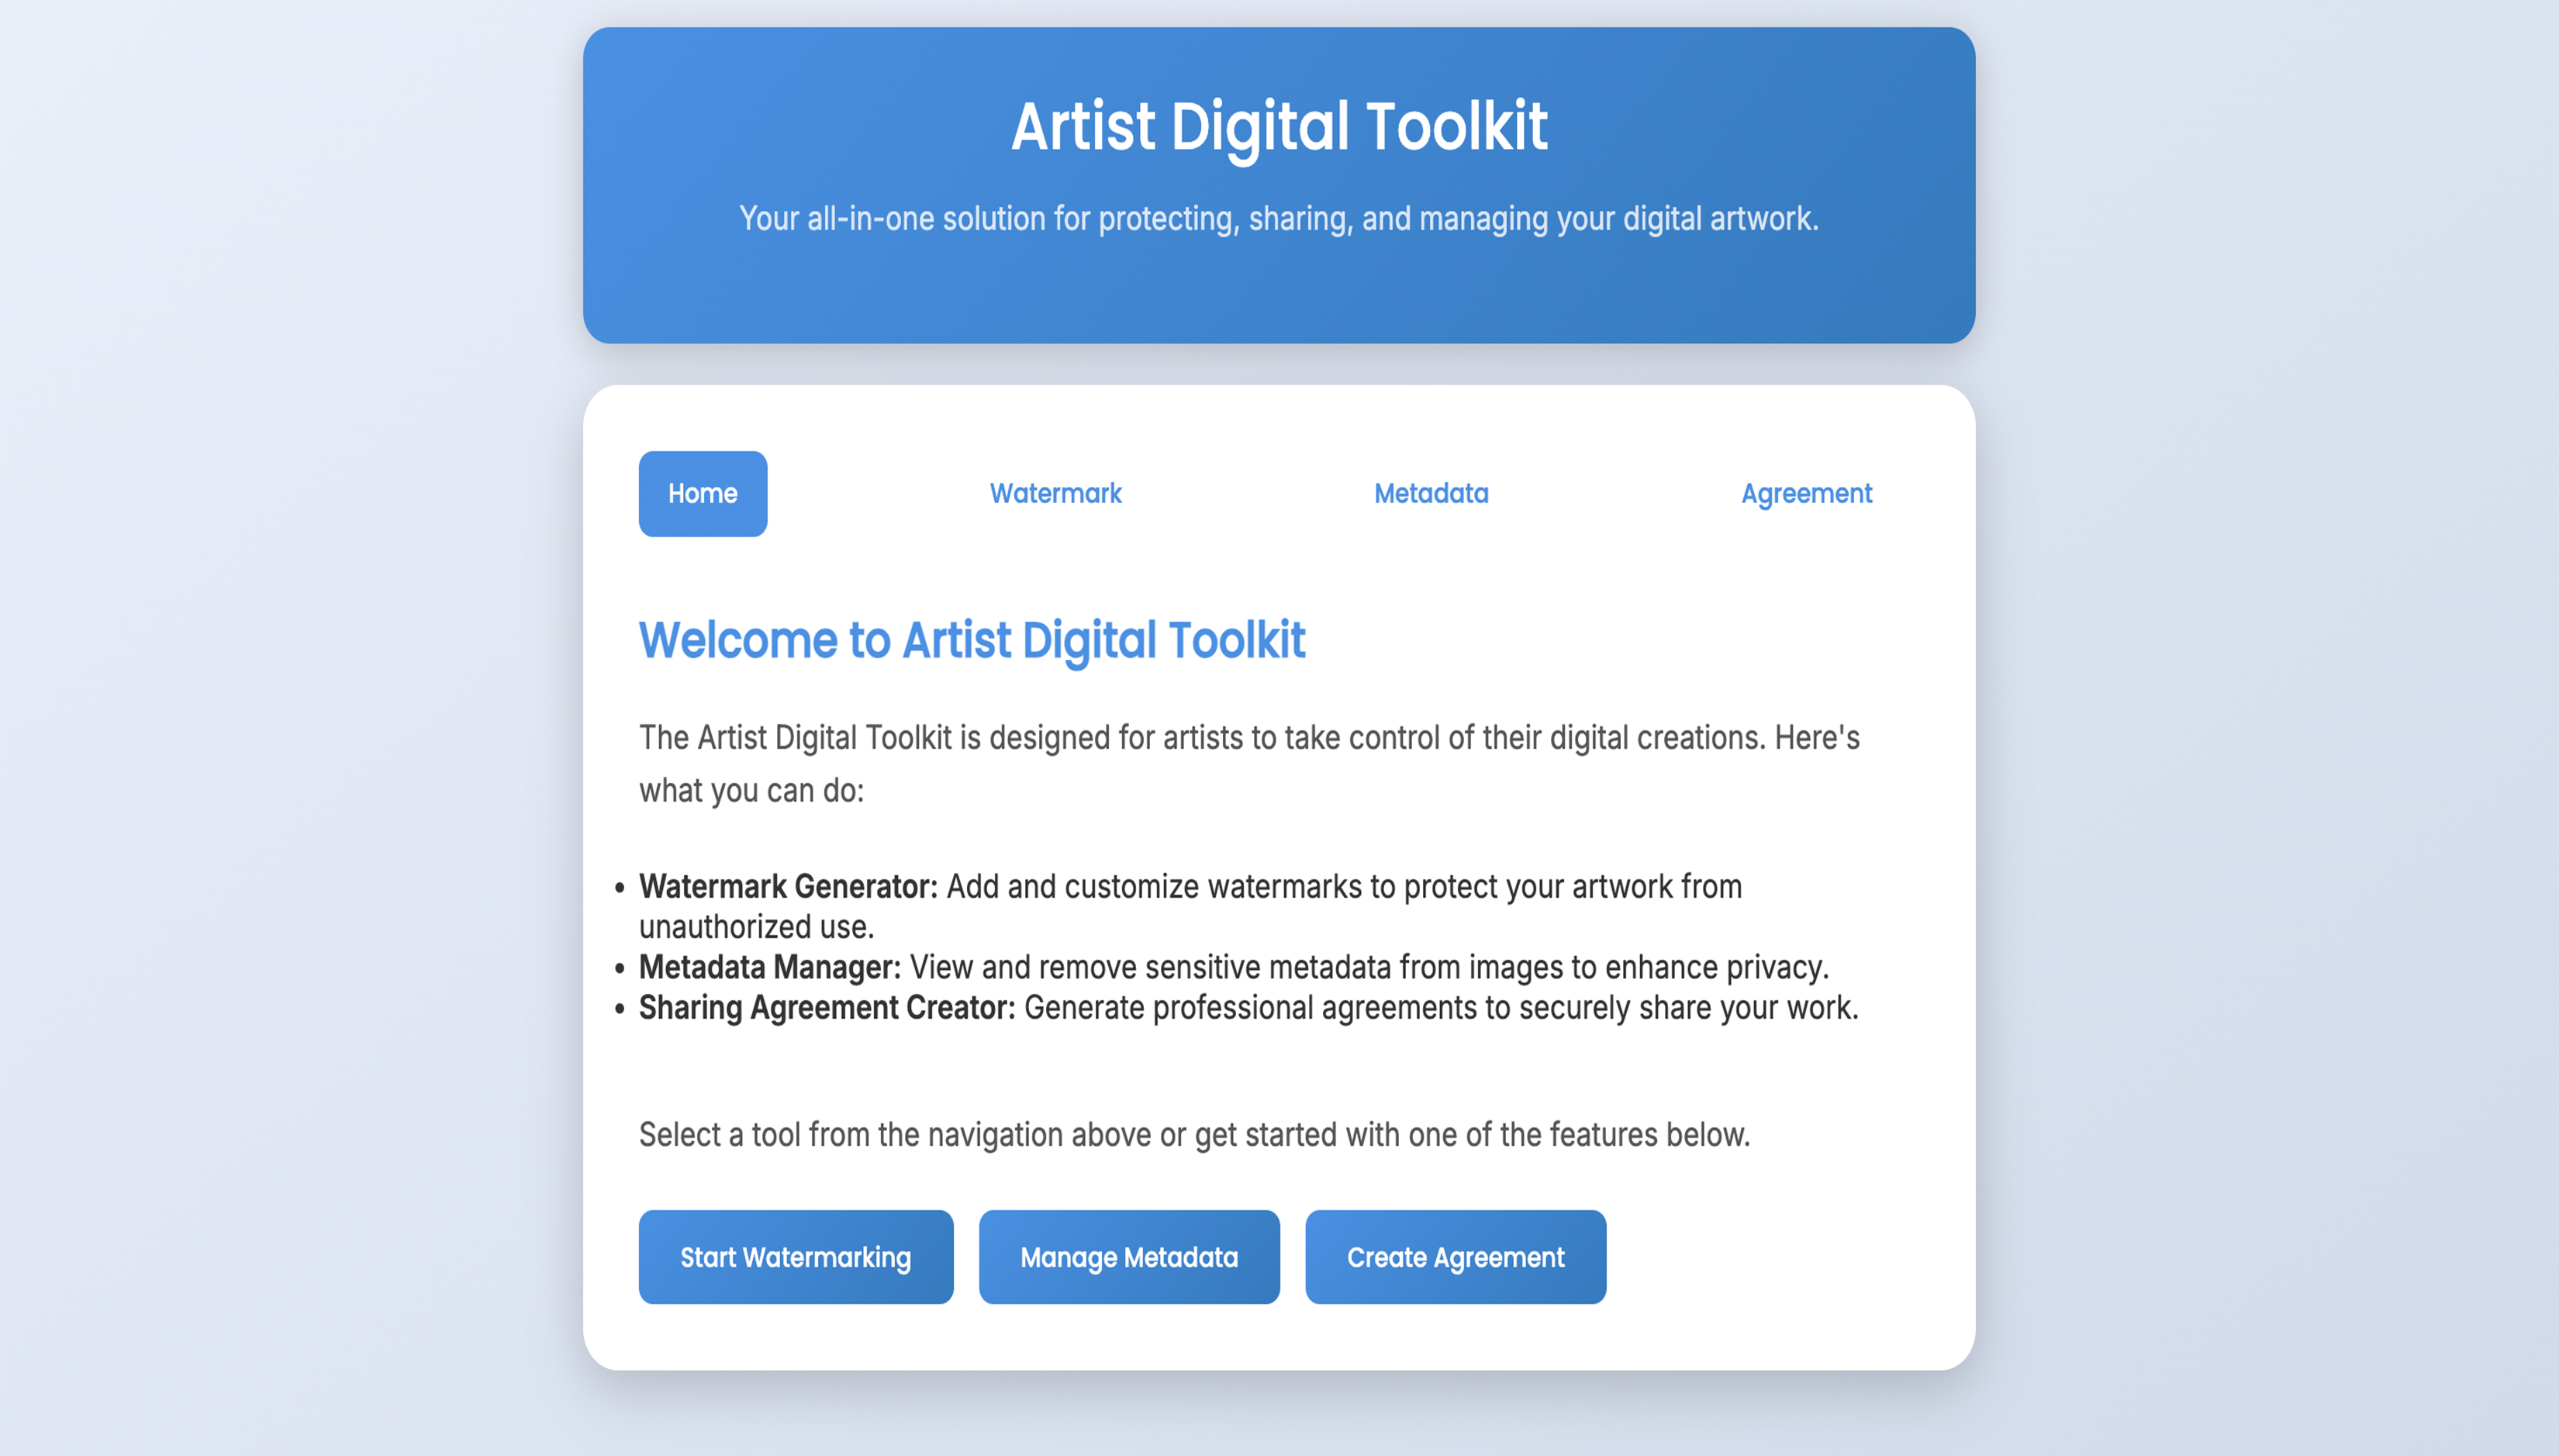 Artist Digital Toolkit
Your all-in-one solution for protecting, sharing, and managing your digital artwork.
Home
Watermark
Metadata
Agreement
Welcome to Artist Digital Toolkit
The Artist Digital Toolkit is designed for artists to take control of their digital creations. Here's
what you can do:
• Watermark Generator: Add and customize watermarks to protect your artwork from
unauthorized use.
• Metadata Manager: View and remove sensitive metadata from images to enhance privacy.
• Sharing Agreement Creator: Generate professional agreements to securely share your work.
Select a tool from the navigation above or get started with one of the features below.
Start Watermarking
Manage Metadata
Create Agreement